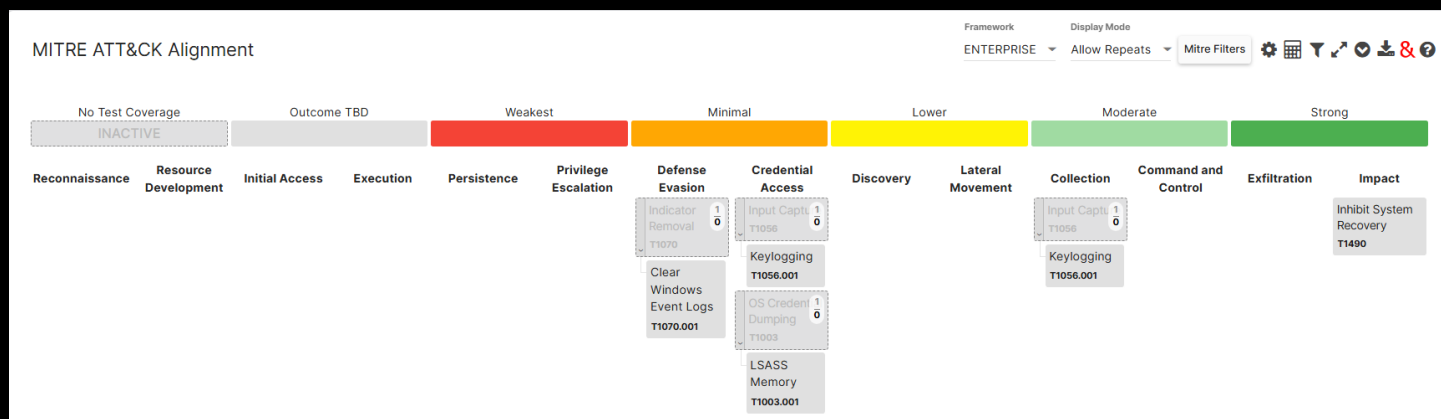 Framework
Display Mode
MITRE ATT&CK Alignment
ENTERPRISE
Allow Repeats
Mitre Filters
&
?
No Test Coverage
Outcome TBD
Weakest
Minimal
Lower
Moderate
Strong
INACTIVE
Reconnaissance
Resource
Development
Initial Access
Execution
Persistence
Privilege
Escalation
Defense
Evasion
Credential
Access
Discovery
Lateral
Movement
Collection
Command and
Control
Exfiltration
Impact
Indicator
Removal
T1070
1
0
Clear
Windows
Event Logs
T1070.001
Input Captu
T1056
1
0
Keylogging
T1056.001
OS Credent
Dumping
T1003
1
0
LSASS
Memory
T1003.001
Input Captu
T1056
1
0
Keylogging
T1056.001
Inhibit System
Recovery
T1490